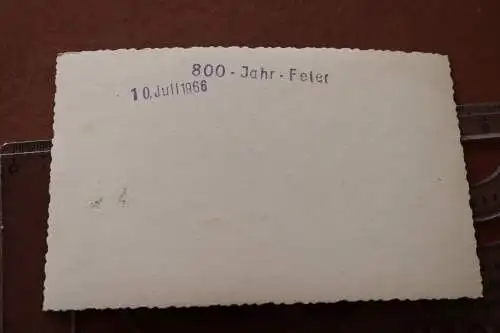 800 - Jahr - Feier
10. Juli 1966